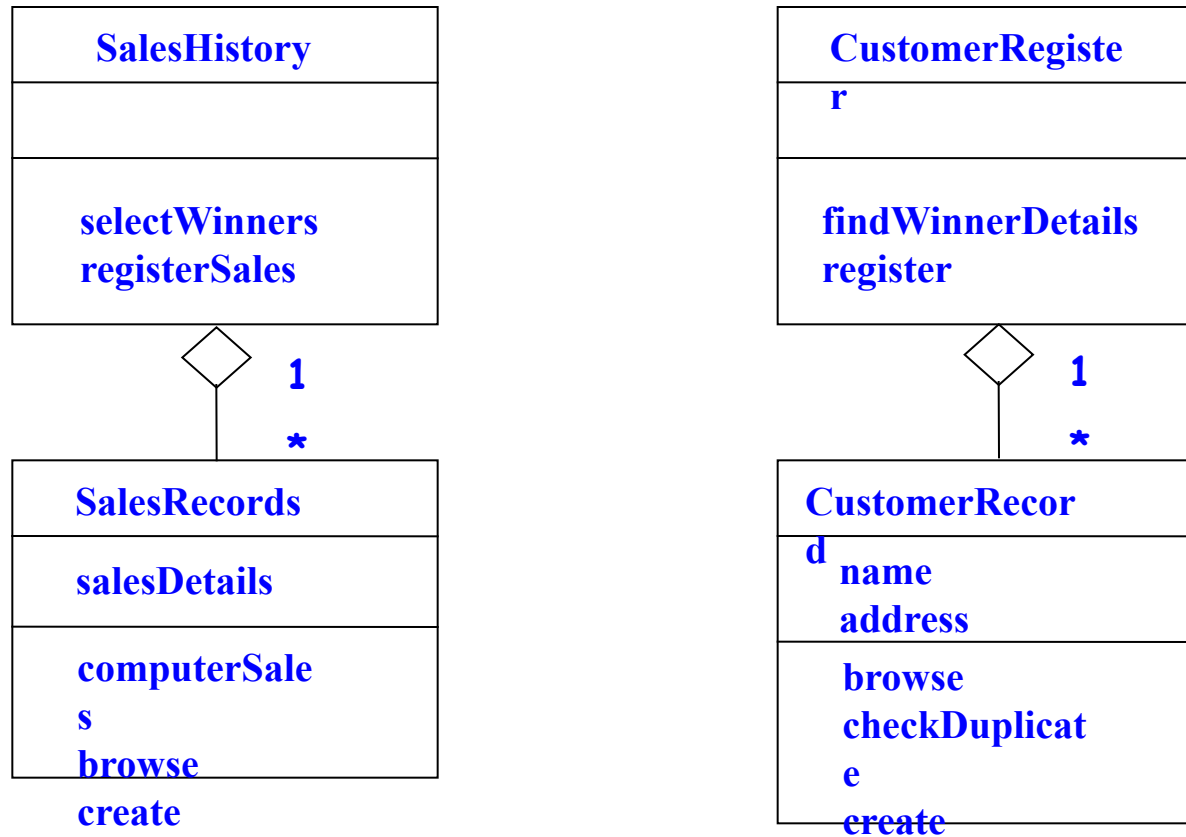 SalesHistory
selectWinners
registerSales
1
*
SalesRecords
salesDetails
computerSale
s
browse
create
CustomerRegiste
r
findWinnerDetails
register
1
*
CustomerRecor
d
name
address
browse
checkDuplicat
e
create